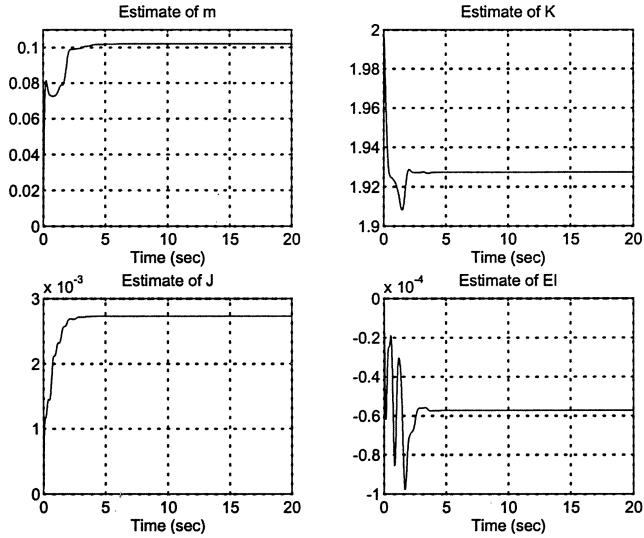 Estimate of m
0.1
0.08
0.06
0.04
0.02
0
0 5 10 15 20
Time (sec)
Estimate of K
2
1.98
1.96
1.94
1.92
1.9
0 5 10 15 20
Time (sec)
x 10^-3
Estimate of J
3
2
1
0
0 5 10 15 20
Time (sec)
x 10^-4
Estimate of EI
0
-0.2
-0.4
-0.6
-0.8
-1
0 5 10 15 20
Time (sec)